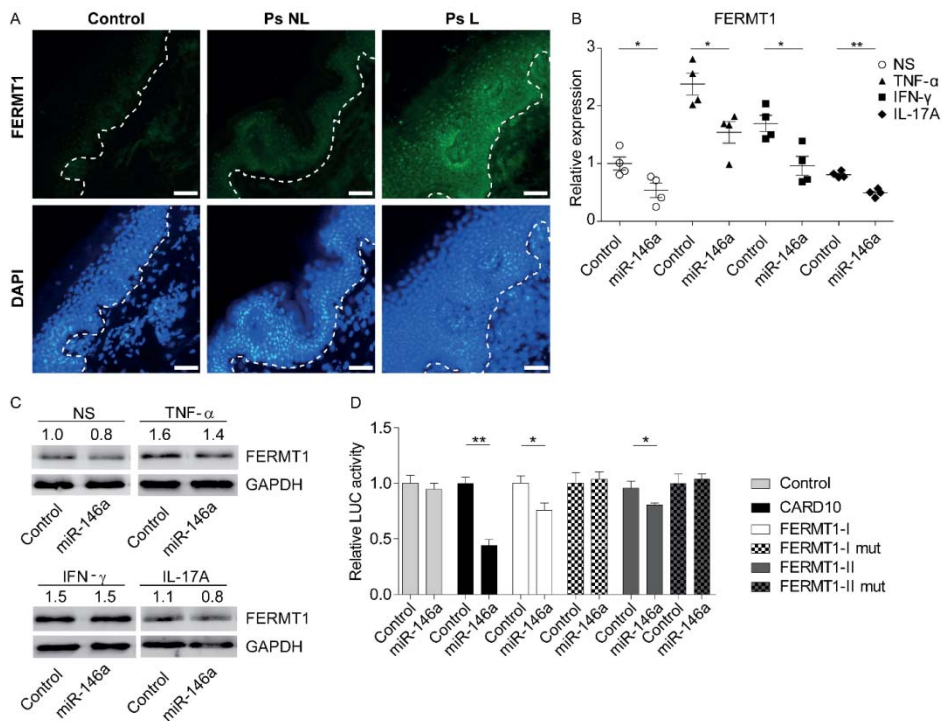 A
Control
Ps NL
Ps L
FERMT1
DAPI
B
FERMT1
Relative expression
3
2
1
0
*
*
*
**
NS
TNF-α
IFN-γ
IL-17A
Control
miR-146a
Control
miR-146a
Control
miR-146a
Control
miR-146a
C
NS
TNF-α
1.0 0.8
1.6 1.4
FERMT1
GAPDH
Control
miR-146a
Control
miR-146a
IFN-γ
IL-17A
1.5 1.5
1.1 0.8
FERMT1
GAPDH
Control
miR-146a
Control
miR-146a
D
Relative LUC activity
1.5
1.0
0.5
0.0
**
*
*
Control
miR-146a
Control
miR-146a
Control
miR-146a
Control
miR-146a
Control
miR-146a
Control
miR-146a
Control
CARD10
FERMT1-I
FERMT1-I mut
FERMT1-II
FERMT1-II mut